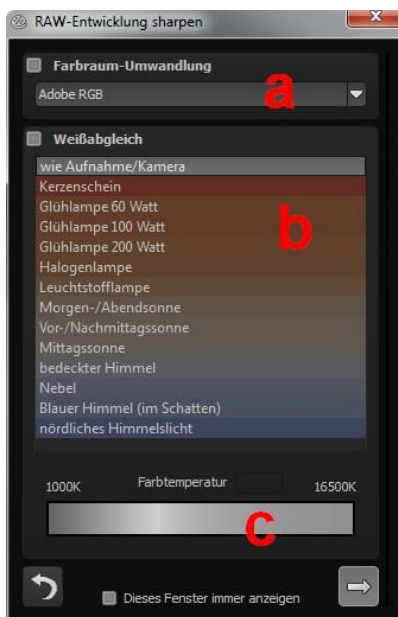 RAW-Entwicklung sharpen
Farbraum-Umwandlung
Adobe RGB
a
Weißabgleich
wie Aufnahme/Kamera
Kerzenschein
Glühlampe 60 Watt
Glühlampe 100 Watt
b
Glühlampe 200 Watt
Halogenlampe
Leuchtstofflampe
Morgen-/Abendsonne
Vor-/Nachmittagssonne
Mittagssonne
bedeckter Himmel
Nebel
Blauer Himmel (im Schatten)
nördliches Himmelslicht
1000K Farbtemperatur 16500K
c
Dieses Fenster immer anzeigen